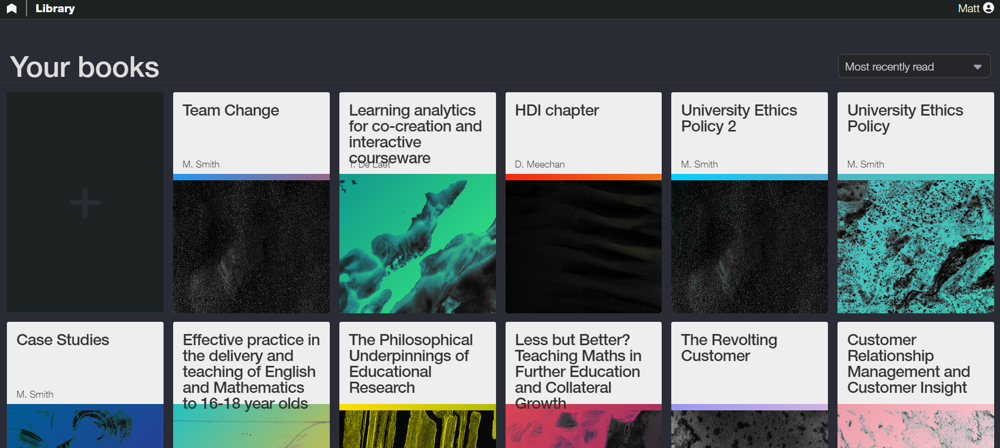 Library
Matt
Your books
Most recently read
Team Change
M. Smith
Learning analytics
for co-creation and
interactive
courseware
T. De Laet
HDI chapter
D. Meechan
University Ethics
Policy 2
M. Smith
University Ethics
Policy
M. Smith
Case Studies
M. Smith
Effective practice in
the delivery and
teaching of English
and Mathematics
to 16-18 year olds
The Philosophical
Underpinnings of
Educational
Research
Less but Better?
Teaching Maths in
Further Education
and Collateral
Growth
The Revolting
Customer
Customer
Relationship
Management and
Customer Insight